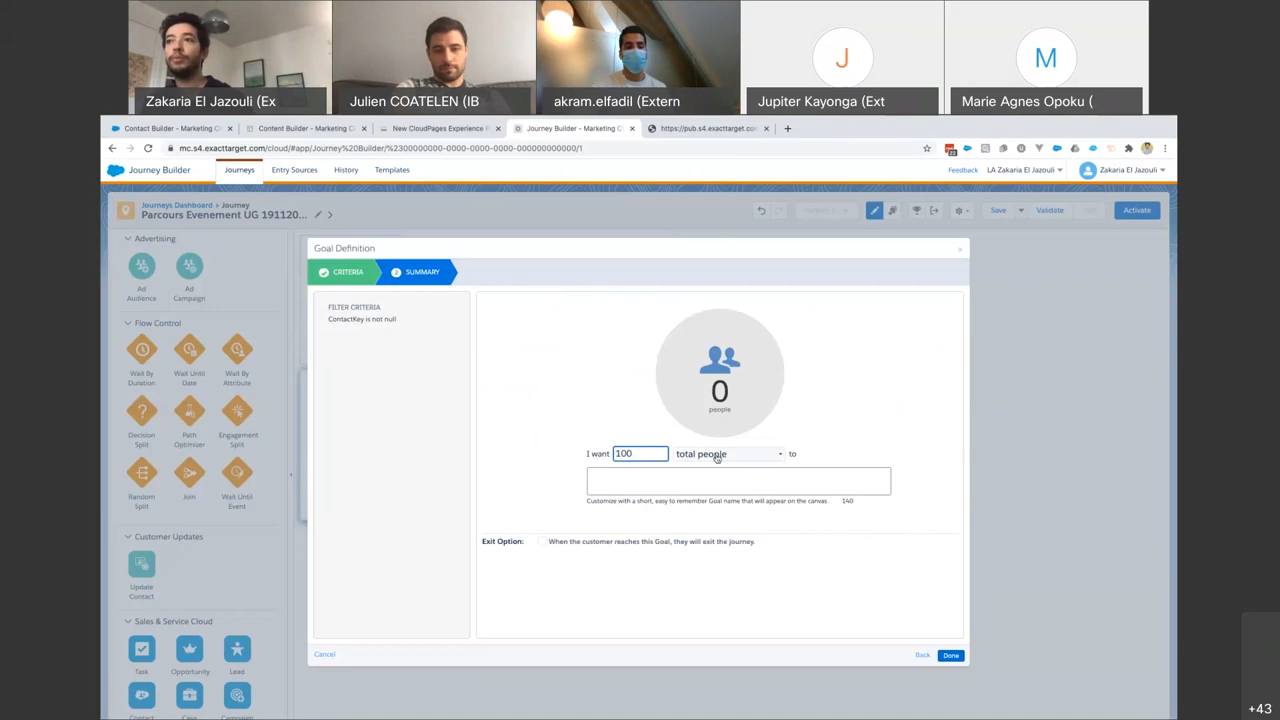 Zakaria El Jazouli (Ex
Julien COATELEN (IB
akram.elfadil (Extern
J
Jupiter Kayonga (Ext
M
Marie Agnes Opoku (
Contact Builder - Marketing C
Content Builder - Marketing C
New CloudPages Experience F
Journey Builder - Marketing C
https://pub.s4.exacttarget.co
mc.s4.exacttarget.com/cloud/#app/Journey%20Builder/%2300000000-0000-0000-0000-000000000000/1
Journey Builder
Journeys
Entry Sources
History
Templates
Feedback
LA Zakaria El Jazouli
Zakaria El Jazouli
Journeys Dashboard > Journey
Parcours Evenement UG 191120...
Save
Validate
Activate
Advertising
Ad Audience
Ad Campaign
Flow Control
Wait By Duration
Wait Until Date
Wait By Attribute
Decision Split
Path Optimizer
Engagement Split
Random Split
Join
Wait Until Event
Customer Updates
Update Contact
Sales & Service Cloud
Task
Opportunity
Lead
Goal Definition
CRITERIA
2 SUMMARY
FILTER CRITERIA
ContactKey is not null
0
people
I want 100 total people to
Customize with a short, easy to remember Goal name that will appear on the canvas. 140
Exit Option: When the customer reaches this Goal, they will exit the journey.
Cancel
Back
Done
+43